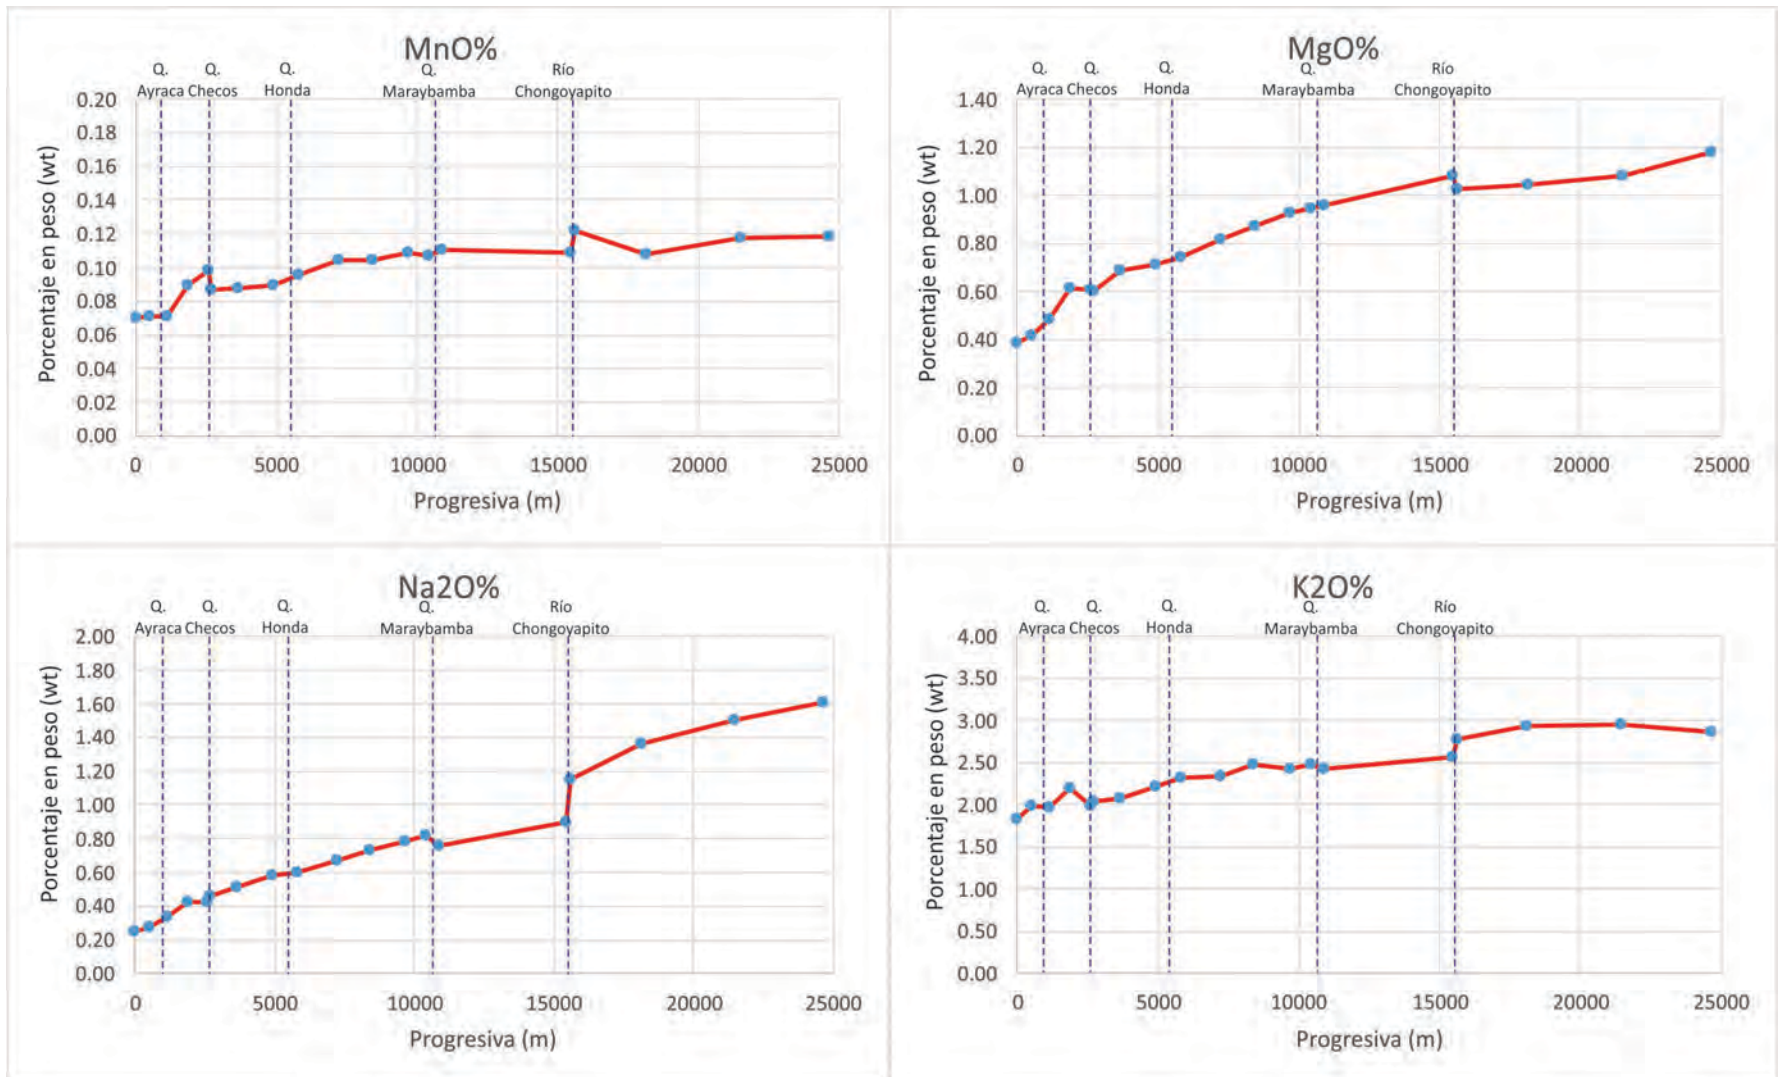 MnO%
Q. Q. Q. Q. Río
Ayraca Checos Honda Maraybamba Chongoyapito
0.20
0.18
0.16
0.14
0.12
0.10
0.08
0.06
0.04
0.02
0.00
Porcentaje en peso (wt)
0 5000 10000 15000 20000 25000
Progresiva (m)
MgO%
Q. Q. Q. Q. Río
Ayraca Checos Honda Maraybamba Chongoyapito
1.40
1.20
1.00
0.80
0.60
0.40
0.20
0.00
Porcentaje en peso (wt)
0 5000 10000 15000 20000 25000
Progresiva (m)
Na2O%
Q. Q. Q. Q. Río
Ayraca Checos Honda Maraybamba Chongoyapito
2.00
1.80
1.60
1.40
1.20
1.00
0.80
0.60
0.40
0.20
0.00
Porcentaje en peso (wt)
0 5000 10000 15000 20000 25000
Progresiva (m)
K2O%
Q. Q. Q. Q. Río
Ayraca Checos Honda Maraybamba Chongoyapito
4.00
3.50
3.00
2.50
2.00
1.50
1.00
0.50
0.00
Porcentaje en peso (wt)
0 5000 10000 15000 20000 25000
Progresiva (m)